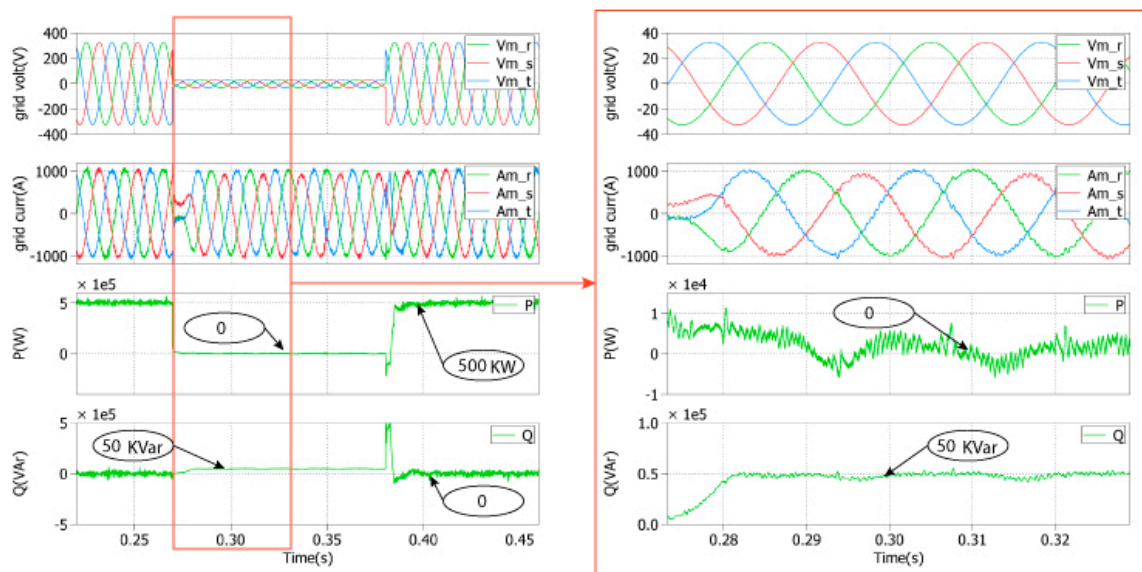 400
200
0
-200
-400
grid volt(V)
Vm_r
Vm_s
Vm_t
1000
0
-1000
grid curr(A)
Am_r
Am_s
Am_t
× 1e5
5
0
P(W)
P
0
500 KW
× 1e5
5
0
-5
Q(VAr)
Q
50 KVar
0
0.25
0.30
0.35
0.40
0.45
Time(s)
40
20
0
-20
-40
grid volt(V)
Vm_r
Vm_s
Vm_t
1000
0
-1000
grid curr(A)
Am_r
Am_s
Am_t
× 1e4
1
0
-1
P(W)
P
0
× 1e5
1.0
0.5
0.0
Q(VAr)
Q
50 KVar
0.28
0.29
0.30
0.31
0.32
Time(s)